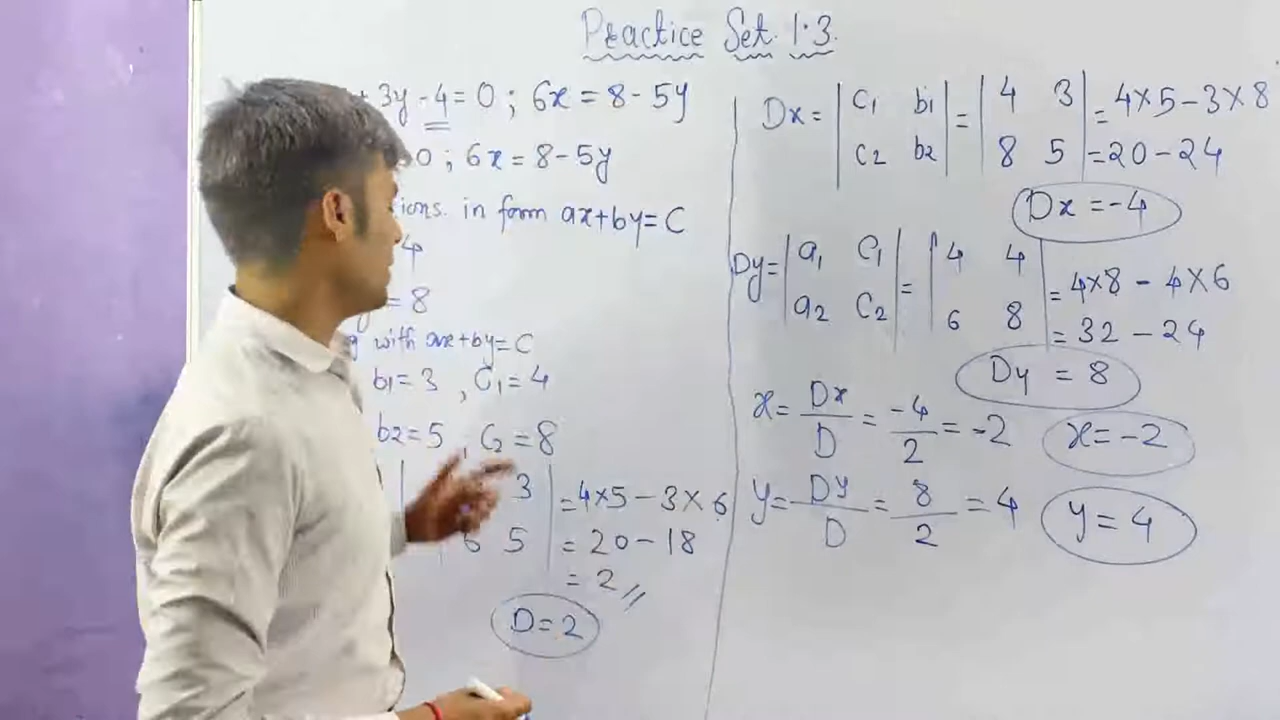 Practice Set. 1.3.
3y - 4 = 0 ; 6x = 8 - 5y
0 ; 6x = 8 - 5y
in form ax+by=C
4
= 8
with ax+by=C
b1 = 3 , C1 = 4
b2 = 5 , C2 = 8
3 = 4×5 - 3×6
6 5 = 20 - 18
= 2 //
D = 2
Dx = | C1 b1 | = | 4 3 | = 4×5 - 3×8
C2 b2 8 5 = 20 - 24
Dx = -4
Dy = | a1 C1 | = | 4 4 | = 4×8 - 4×6
a2 C2 6 8 = 32 - 24
Dy = 8
x = Dx/D = -4/2 = -2 x = -2
y = Dy/D = 8/2 = 4 y = 4